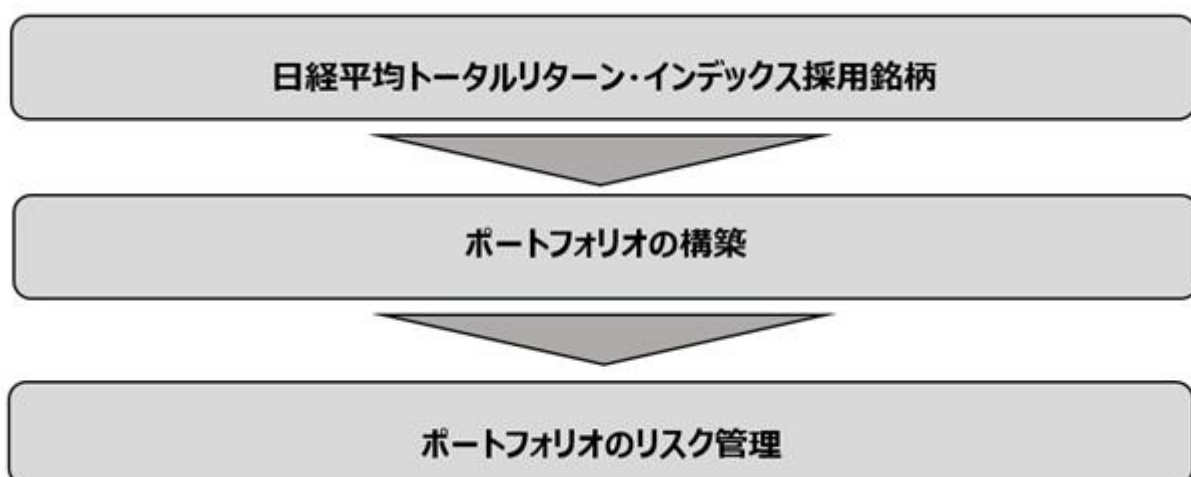 日経平均トータルリターン・インデックス採用銘柄
ポートフォリオの構築
ポートフォリオのリスク管理